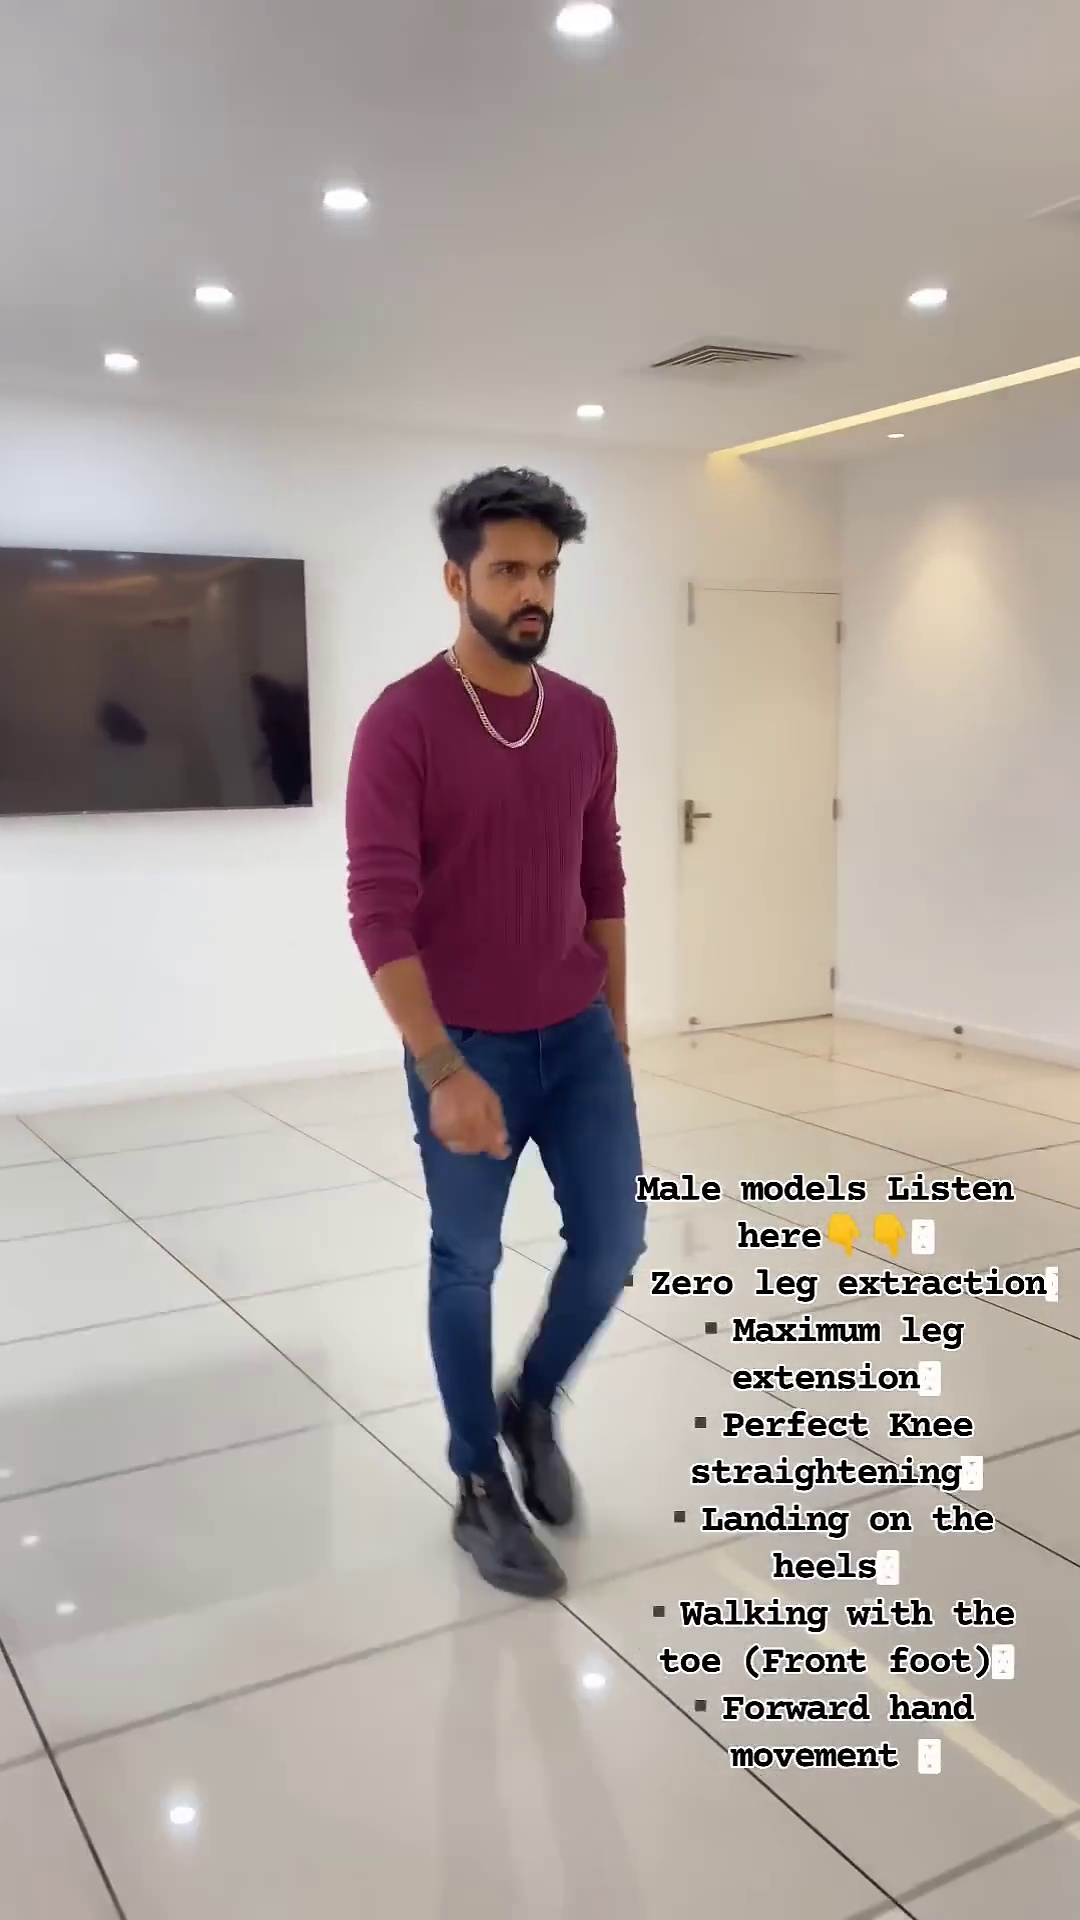 Male models Listen
here👇👇
▪ Zero leg extraction
▪Maximum leg
extension
▪Perfect Knee
straightening
▪Landing on the
heels
▪Walking with the
toe (Front foot)
▪Forward hand
movement